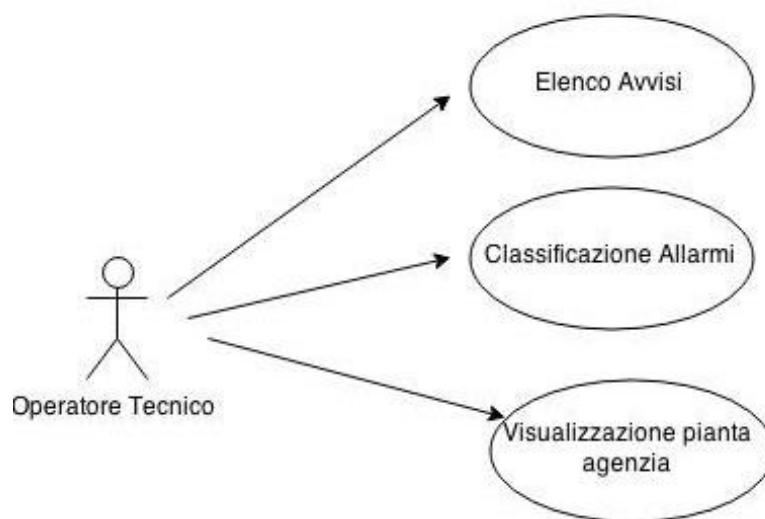 Elenco Avvisi
Classificazione Allarmi
Operatore Tecnico
Visualizzazione pianta
agenzia